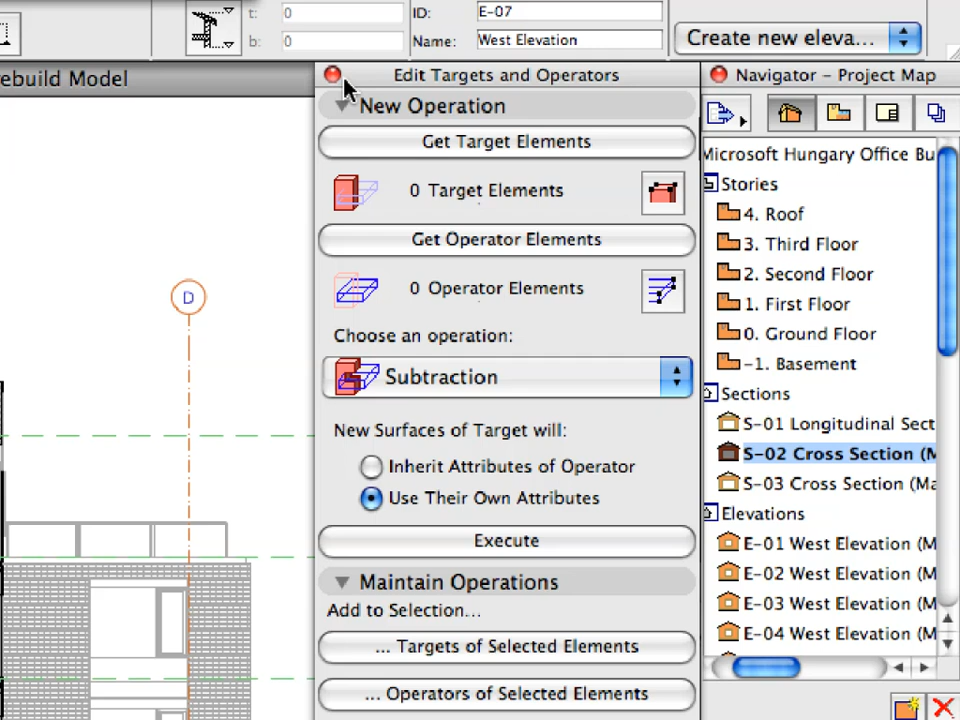 t: 0
ID: E-07
b: 0
Name: West Elevation
Create new eleva...
ebuild Model
Edit Targets and Operators
Navigator - Project Map
New Operation
Get Target Elements
0 Target Elements
Get Operator Elements
0 Operator Elements
Choose an operation:
Subtraction
New Surfaces of Target will:
Inherit Attributes of Operator
Use Their Own Attributes
Execute
Maintain Operations
Add to Selection...
... Targets of Selected Elements
... Operators of Selected Elements
Microsoft Hungary Office Bu
Stories
4. Roof
3. Third Floor
2. Second Floor
1. First Floor
0. Ground Floor
-1. Basement
Sections
S-01 Longitudinal Sect
S-02 Cross Section (M
S-03 Cross Section (Ma
Elevations
E-01 West Elevation (M
E-02 West Elevation (M
E-03 West Elevation (M
E-04 West Elevation (M
D